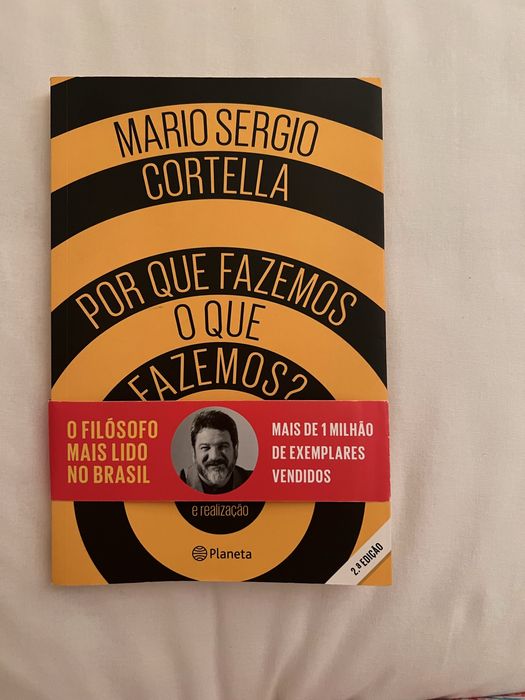 MARIO SERGIO
CORTELLA
POR QUE FAZEMOS
O QUE
FAZEMOS?
O FILÓSOFO
MAIS LIDO
NO BRASIL
MAIS DE 1 MILHÃO
DE EXEMPLARES
VENDIDOS
e realização
Planeta
2.ª EDIÇÃO